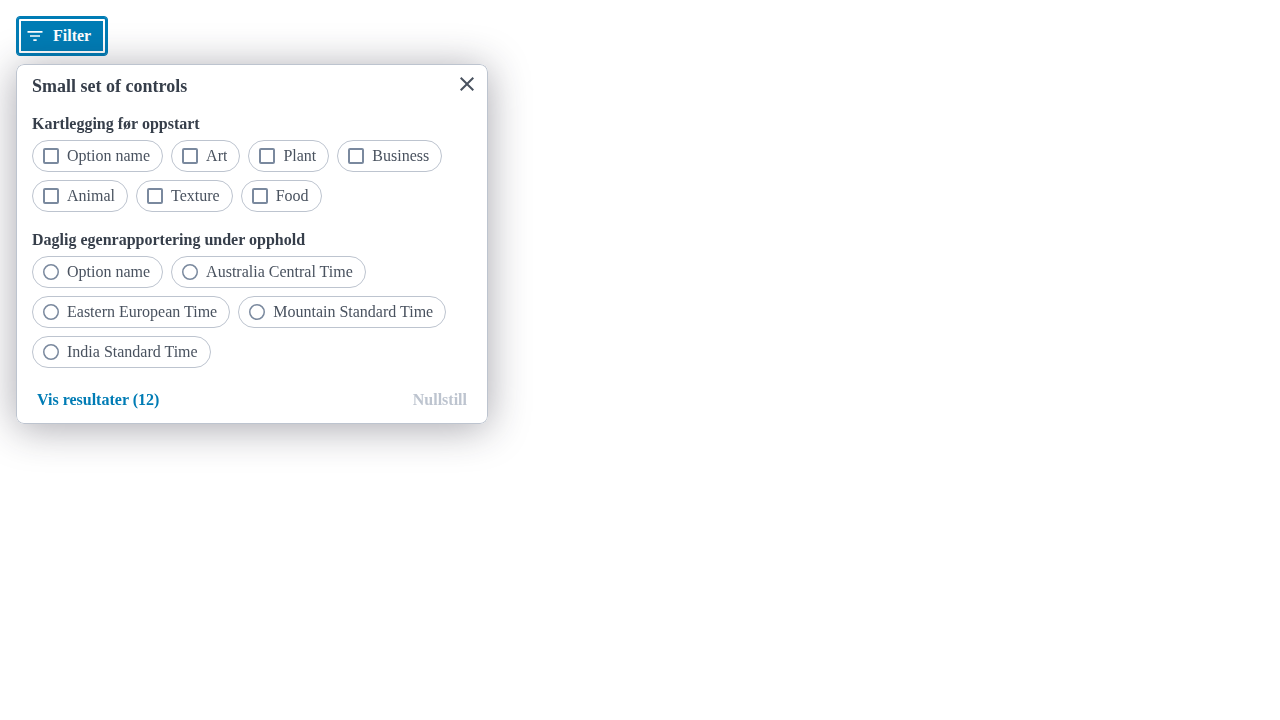 Filter
Small set of controls
Kartlegging før oppstart
Option name Art Plant Business
Animal Texture Food
Daglig egenrapportering under opphold
Option name Australia Central Time
Eastern European Time Mountain Standard Time
India Standard Time
Vis resultater (12) Nullstill